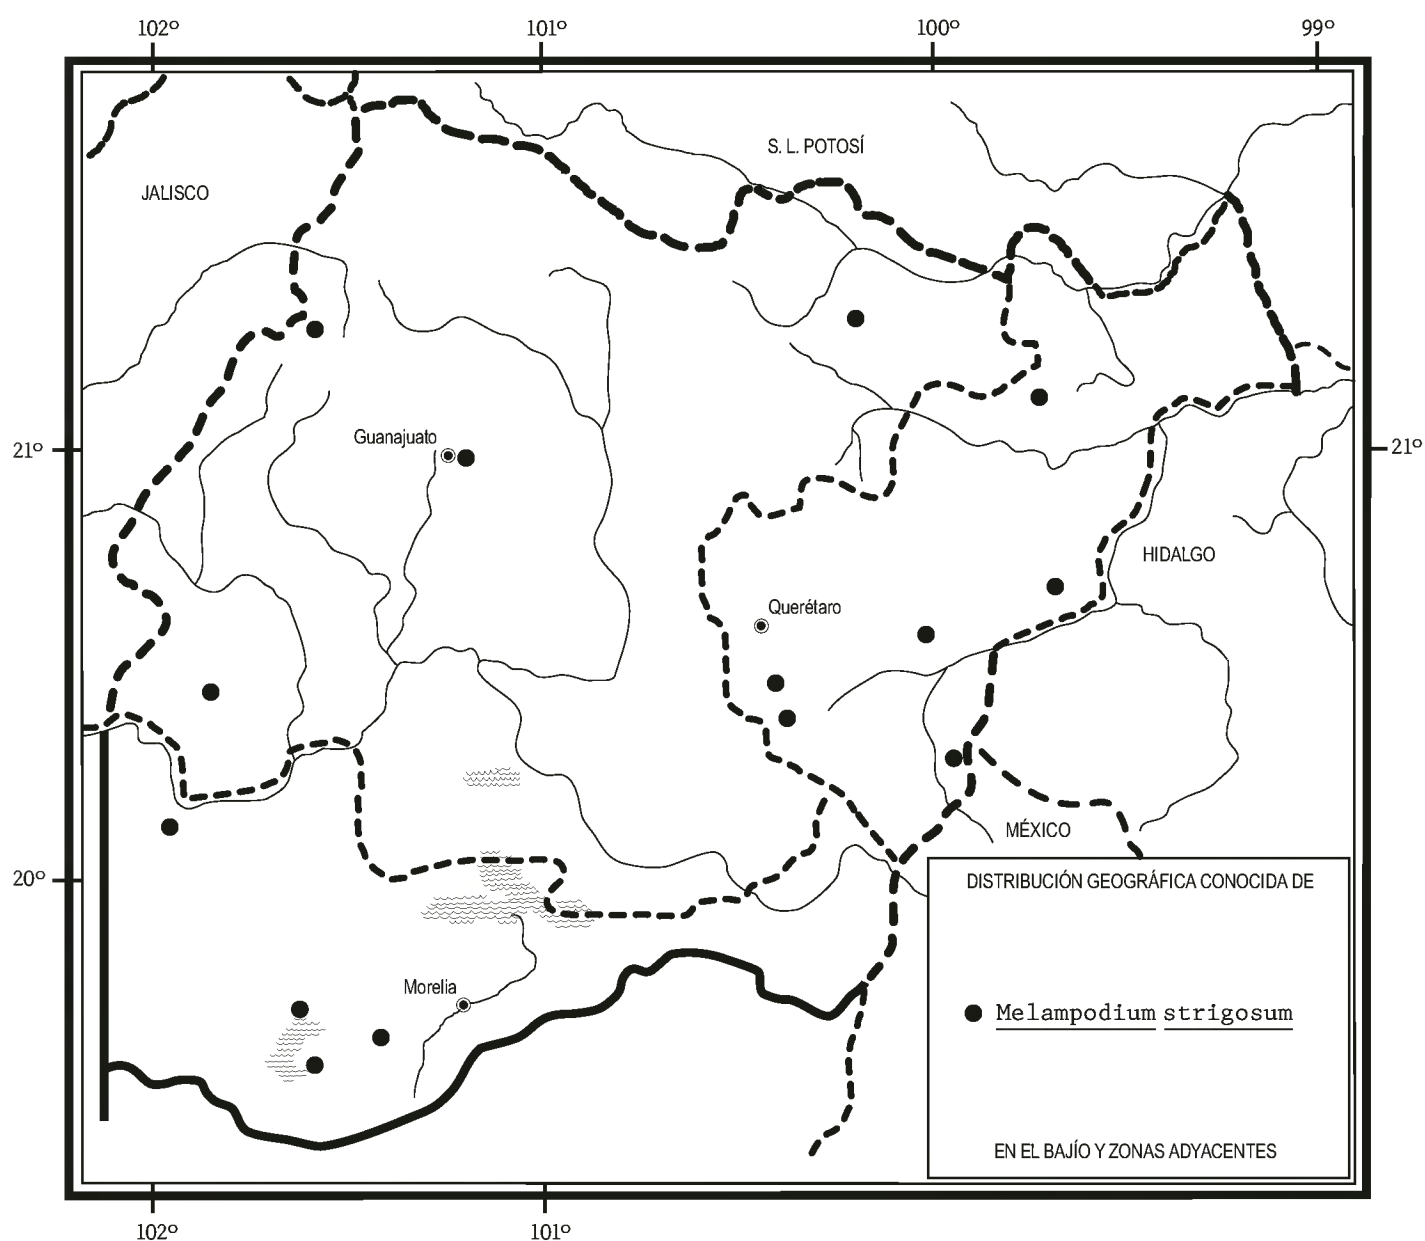 102º 101º 100º 99º
S. L. POTOSÍ
JALISCO
Guanajuato
21º 21º
HIDALGO
Querétaro
MÉXICO
20º
DISTRIBUCIÓN GEOGRÁFICA CONOCIDA DE
Morelia
Melampodium strigosum
EN EL BAJÍO Y ZONAS ADYACENTES
102º 101º